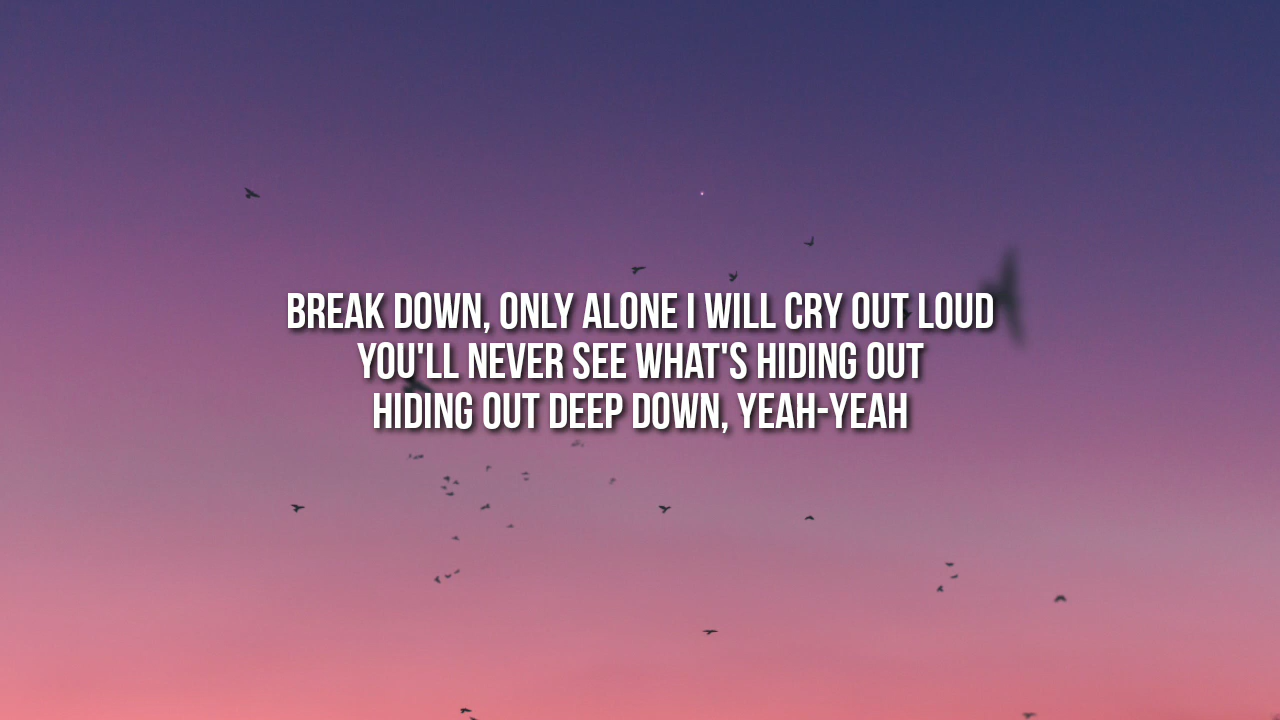 BREAK DOWN, ONLY ALONE I WILL CRY OUT LOUD
YOU'LL NEVER SEE WHAT'S HIDING OUT
HIDING OUT DEEP DOWN, YEAH-YEAH